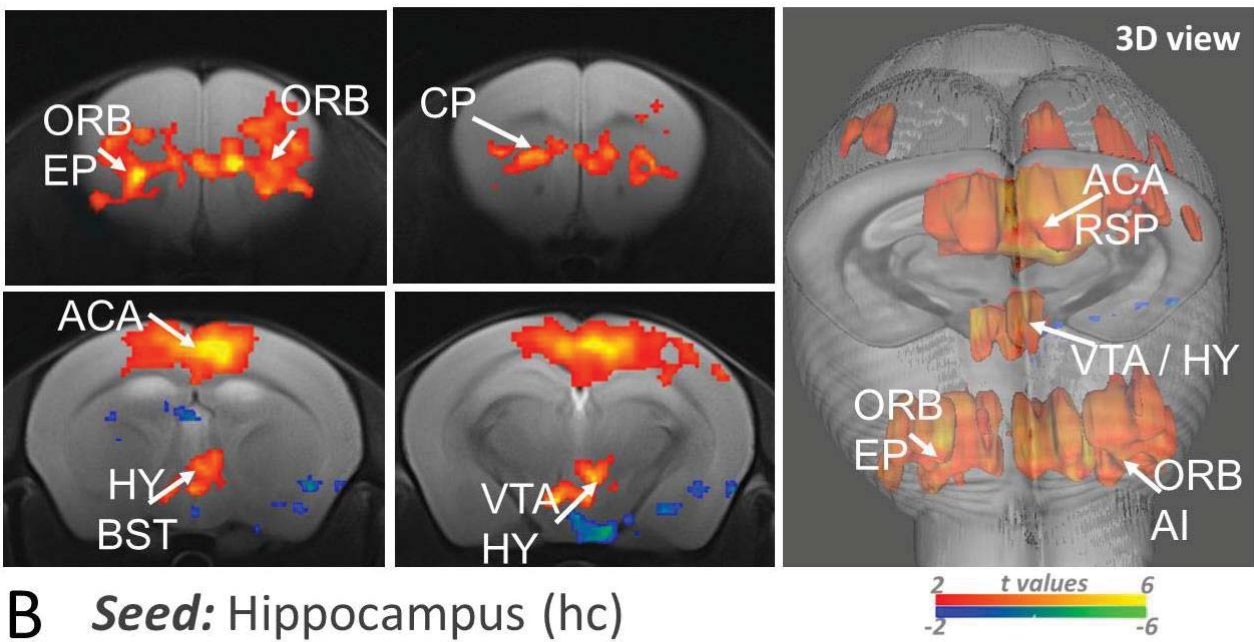 ORB
EP
ORB
CP
3D view
ACA
RSP
ACA
HY
BST
VTA
HY
VTA / HY
ORB
EP
ORB
AI
B Seed: Hippocampus (hc)
2 t values 6
-2 -6